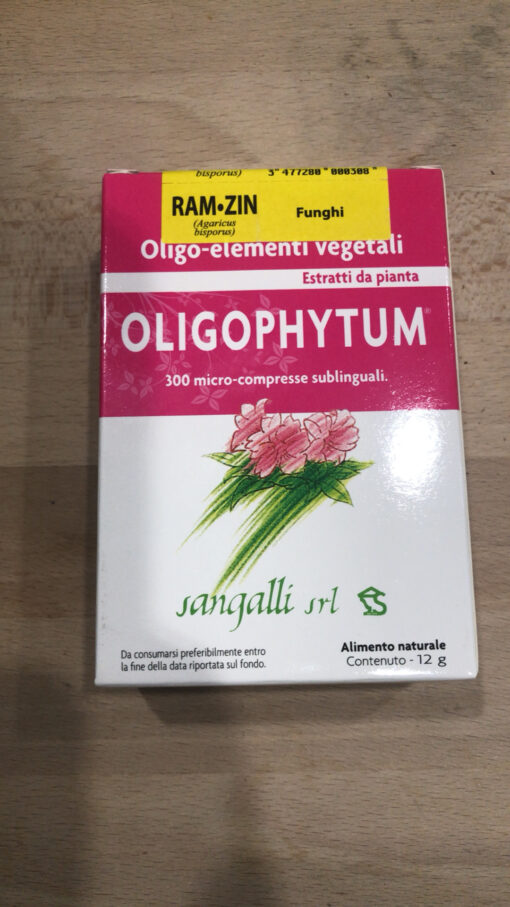 bisporus)
3" 477280 " 000308 "
RAM•ZIN
Funghi
(Agaricus
bisporus)
Oligo-elementi vegetali
Estratti da pianta
OLIGOPHYTUM®
300 micro-compresse sublinguali.
sangalli srl
Da consumarsi preferibilmente entro
la fine della data riportata sul fondo.
Alimento naturale
Contenuto - 12 g